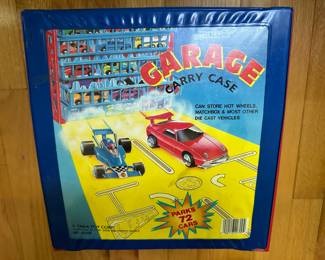 GARAGE
CARRY CASE
CAN STORE HOT WHEELS,
MATCHBOX & MOST OTHER
DIE CAST VEHICLES
PARKS
72
CARS